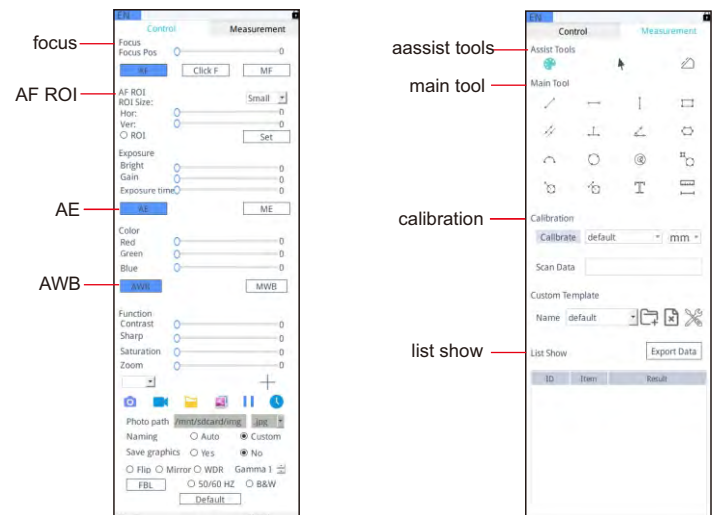 EN
Control Measurement
focus
Focus
Focus Pos 0
AF Click F MF
AF ROI
AF ROI
ROI Size: Small
Hor: 0
Ver: 0
ROI Set
Exposure
Bright 0
Gain 0
Exposure time 0
AE
AE ME
Color
Red 0
Green 0
Blue 0
AWB
AWB MWB
Function
Contrast 0
Sharp 0
Saturation 0
Zoom 0
Photo path /mnt/sdcard/img .jpg
Naming Auto Custom
Save graphics Yes No
Flip Mirror WDR Gamma 1
FBL 50/60 HZ B&W
Default
EN
Control Measurement
aassist tools
Assist Tools
main tool
Main Tool
T
calibration
Calibration
Calibrate default mm
Scan Data
Custom Template
Name default
list show
List Show Export Data
ID Item Result